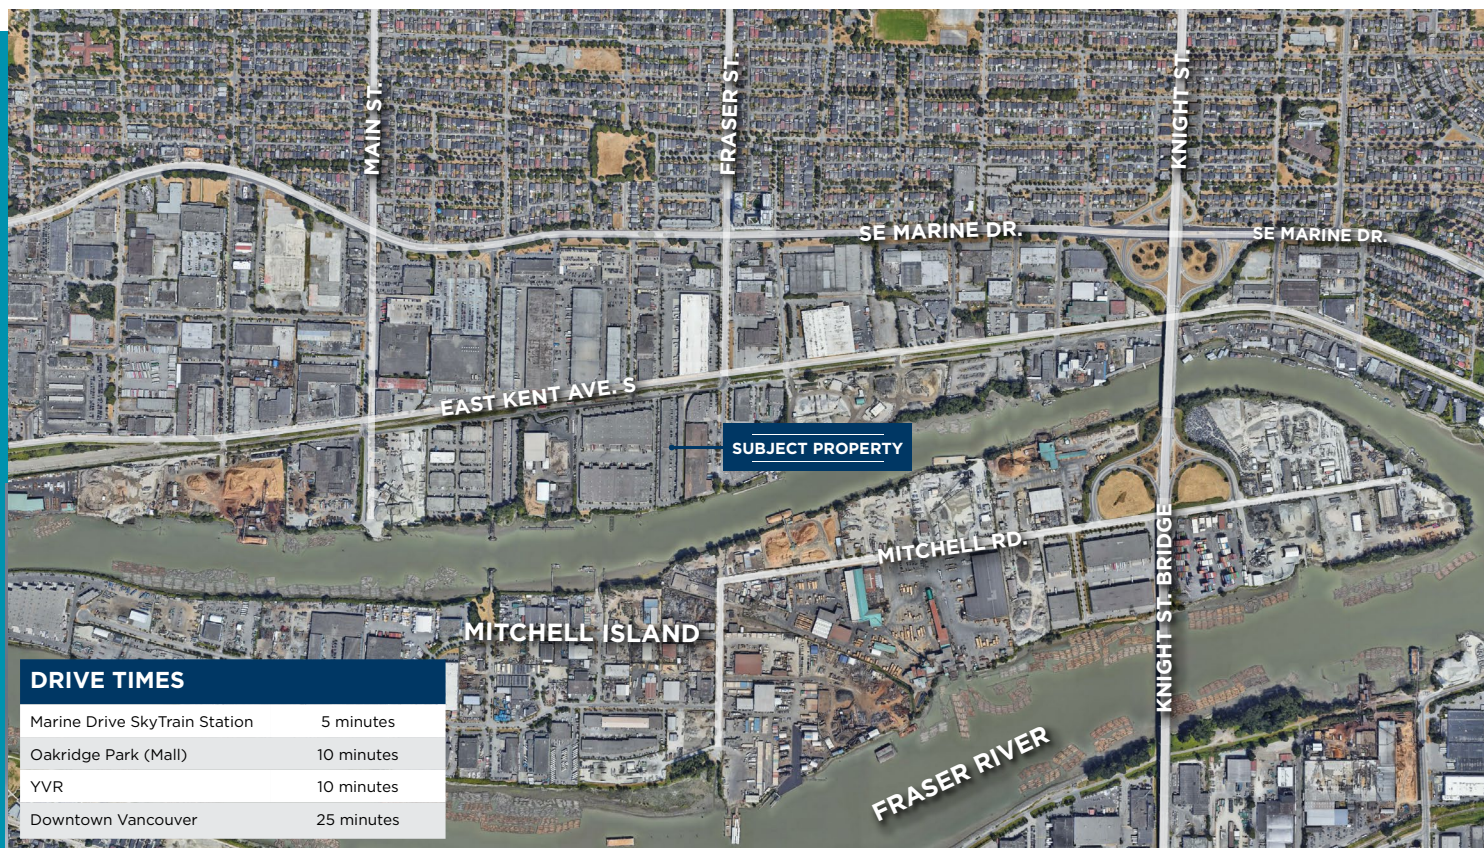 MAIN ST.
FRASER ST.
KNIGHT ST.
SE MARINE DR.
SE MARINE DR.
EAST KENT AVE. S
SUBJECT PROPERTY
MITCHELL RD.
KNIGHT ST. BRIDGE
MITCHELL ISLAND
FRASER RIVER
DRIVE TIMES
Marine Drive SkyTrain Station 5 minutes
Oakridge Park (Mall) 10 minutes
YVR 10 minutes
Downtown Vancouver 25 minutes